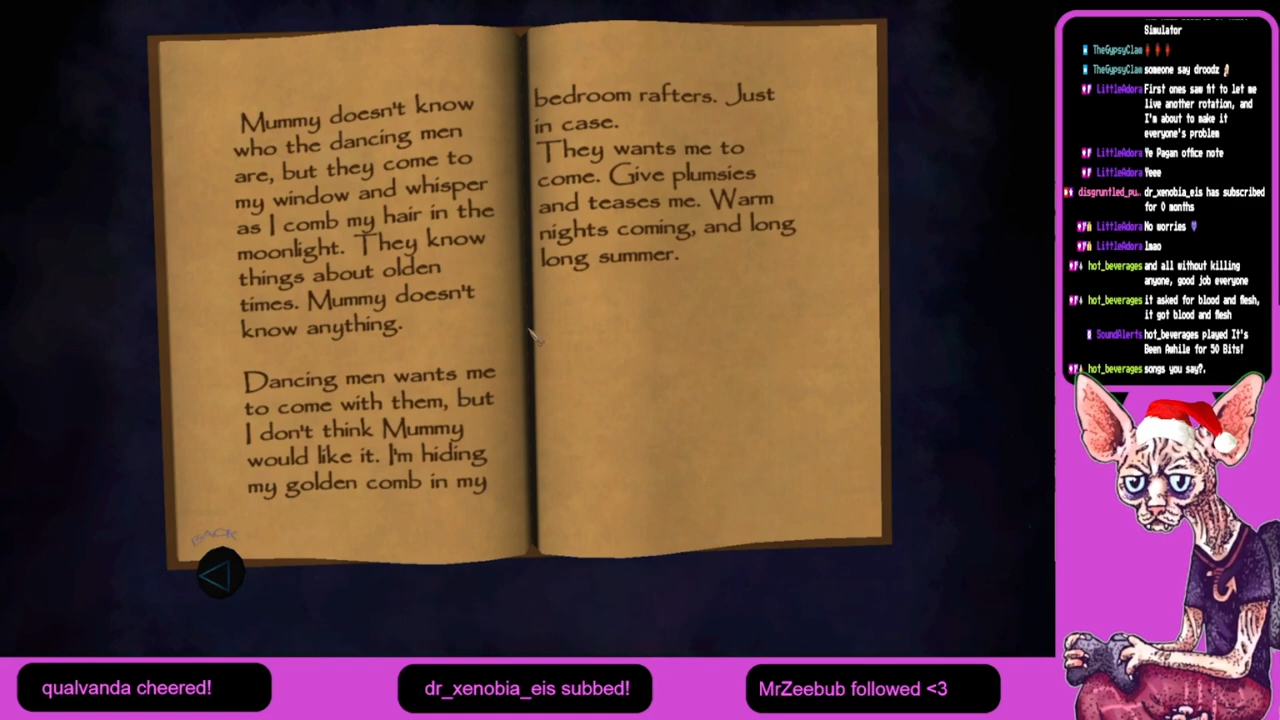 Mummy doesn't know
who the dancing men
are, but they come to
my window and whisper
as I comb my hair in the
moonlight. They know
things about olden
times. Mummy doesn't
know anything.
Dancing men wants me
to come with them, but
I don't think Mummy
would like it. I'm hiding
my golden comb in my
bedroom rafters. Just
in case.
They wants me to
come. Give plumsies
and teases me. Warm
nights coming, and long
long summer.
BACK
Simulator
TheGypsyClaw
TheGypsyClaw someone say droodz
LittleAdora First ones saw fit to let me
live another rotation, and
I'm about to make it
everyone's problem
LittleAdora Ye Pagan office note
LittleAdora Yeee
disgruntled_pu.. dr_xenobia_eis has subscribed
for 0 months
LittleAdora No worries
LittleAdora lmao
hot_beverages and all without killing
anyone, good job everyone
hot_beverages it asked for blood and flesh,
it got blood and flesh
SoundAlerts hot_beverages played It's
Been Awhile for 50 Bits!
hot_beverages songs you say?.
qualvanda cheered!
dr_xenobia_eis subbed!
MrZeebub followed <3